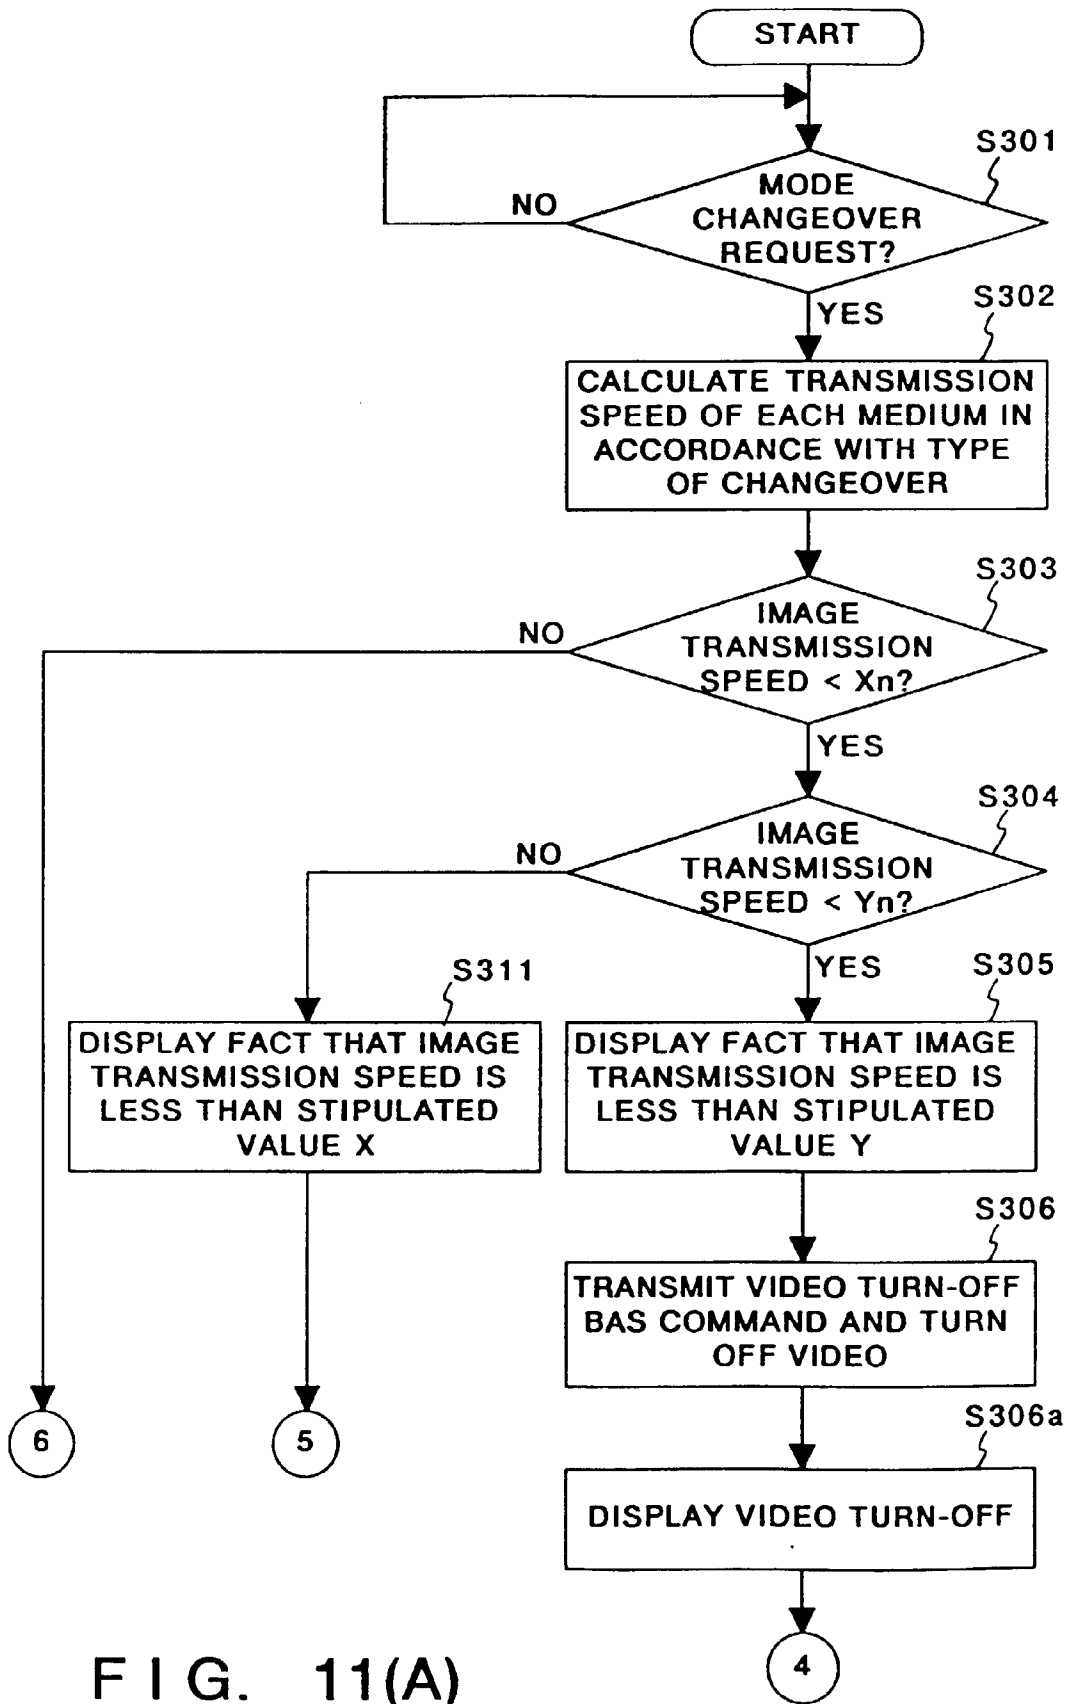 START
S301
MODE
CHANGEOVER
REQUEST?
NO
YES
S302
CALCULATE TRANSMISSION
SPEED OF EACH MEDIUM IN
ACCORDANCE WITH TYPE
OF CHANGEOVER
S303
IMAGE
TRANSMISSION
SPEED < Xn?
NO
YES
S304
IMAGE
TRANSMISSION
SPEED < Yn?
NO
YES
S311
DISPLAY FACT THAT IMAGE
TRANSMISSION SPEED IS
LESS THAN STIPULATED
VALUE X
S305
DISPLAY FACT THAT IMAGE
TRANSMISSION SPEED IS
LESS THAN STIPULATED
VALUE Y
S306
TRANSMIT VIDEO TURN-OFF
BAS COMMAND AND TURN
OFF VIDEO
6
5
S306a
DISPLAY VIDEO TURN-OFF
4
FIG. 11(A)